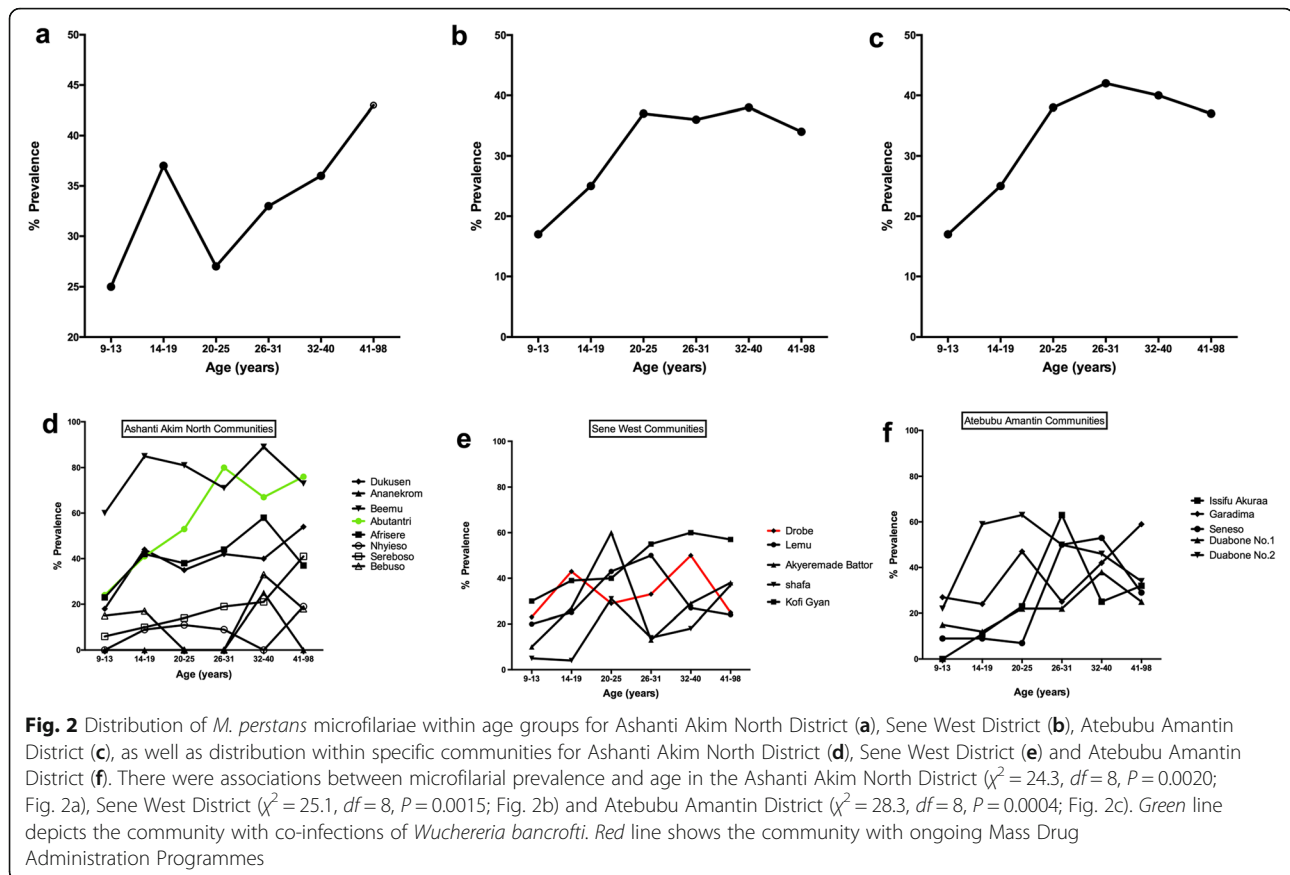 a
50
45
40
35
30
25
20
% Prevalence
9-13 14-19 20-25 26-31 32-40 41-98
Age (years)
b
50
40
30
20
10
0
% Prevalence
9-13 14-19 20-25 26-31 32-40 41-98
Age (years)
c
50
40
30
20
10
0
% Prevalence
9-13 14-19 20-25 26-31 32-40 41-98
Age (years)
d
Ashanti Akim North Communities
100
80
60
40
20
0
% Prevalence
9-13 14-19 20-25 26-31 32-40 41-98
Age (years)
Dukusen
Ananekrom
Beemu
Abutantri
Afrisere
Nhyieso
Sereboso
Bebuso
e
Sene West Communities
100
80
60
40
20
0
% Prevalence
9-13 14-19 20-25 26-31 32-40 41-98
Age (years)
Drobe
Lemu
Akyeremade Battor
shafa
Kofi Gyan
f
Atebubu Amantin Communities
100
80
60
40
20
0
% Prevalence
9-13 14-19 20-25 26-31 32-40 41-98
Age (years)
Issifu Akuraa
Garadima
Seneso
Duabone No.1
Duabone No.2
Fig. 2 Distribution of M. perstans microfilariae within age groups for Ashanti Akim North District (a), Sene West District (b), Atebubu Amantin
District (c), as well as distribution within specific communities for Ashanti Akim North District (d), Sene West District (e) and Atebubu Amantin
District (f). There were associations between microfilarial prevalence and age in the Ashanti Akim North District (χ² = 24.3, df = 8, P = 0.0020;
Fig. 2a), Sene West District (χ² = 25.1, df = 8, P = 0.0015; Fig. 2b) and Atebubu Amantin District (χ² = 28.3, df = 8, P = 0.0004; Fig. 2c). Green line
depicts the community with co-infections of Wuchereria bancrofti. Red line shows the community with ongoing Mass Drug
Administration Programmes